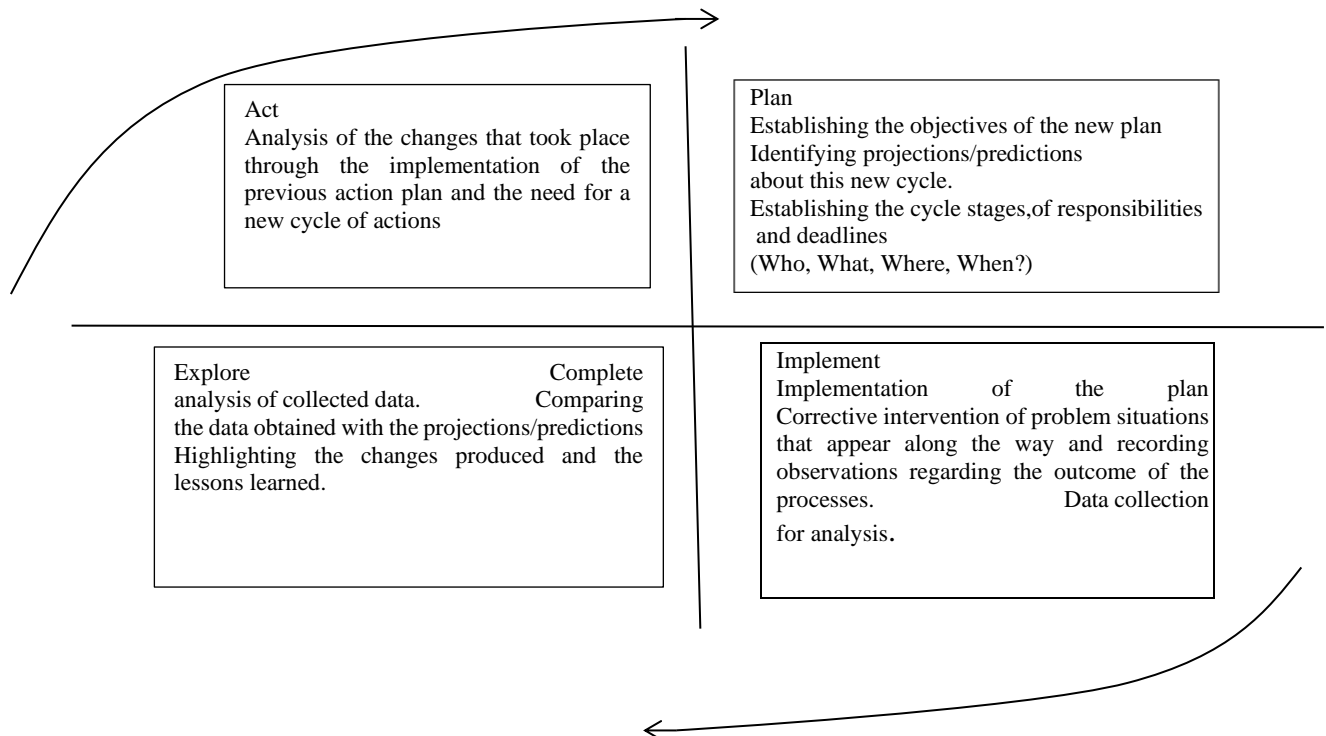 Act
Analysis of the changes that took place
through the implementation of the
previous action plan and the need for a
new cycle of actions
Plan
Establishing the objectives of the new plan
Identifying projections/predictions
about this new cycle.
Establishing the cycle stages,of responsibilities
and deadlines
(Who, What, Where, When?)
Explore Complete
analysis of collected data. Comparing
the data obtained with the projections/predictions
Highlighting the changes produced and the
lessons learned.
Implement
Implementation of the plan
Corrective intervention of problem situations
that appear along the way and recording
observations regarding the outcome of the
processes. Data collection
for analysis.